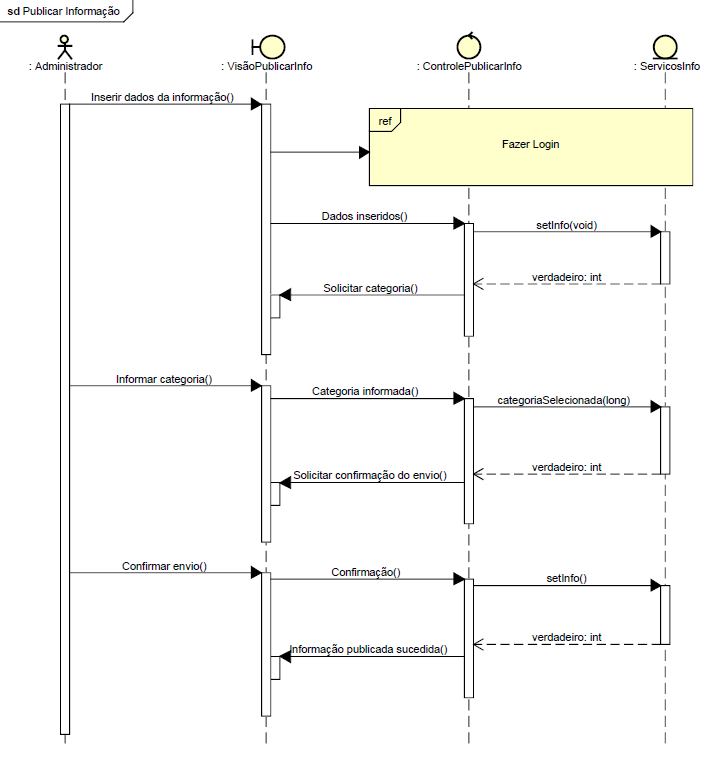 sd Publicar Informação
: Administrador
: VisãoPublicarInfo
: ControlePublicarInfo
: ServicosInfo
Inserir dados da informação()
ref
Fazer Login
Dados inseridos()
setInfo(void)
verdadeiro: int
Solicitar categoria()
Informar categoria()
Categoria informada()
categoriaSelecionada(long)
verdadeiro: int
Solicitar confirmação do envio()
Confirmar envio()
Confirmação()
setInfo()
verdadeiro: int
Informação publicada sucedida()